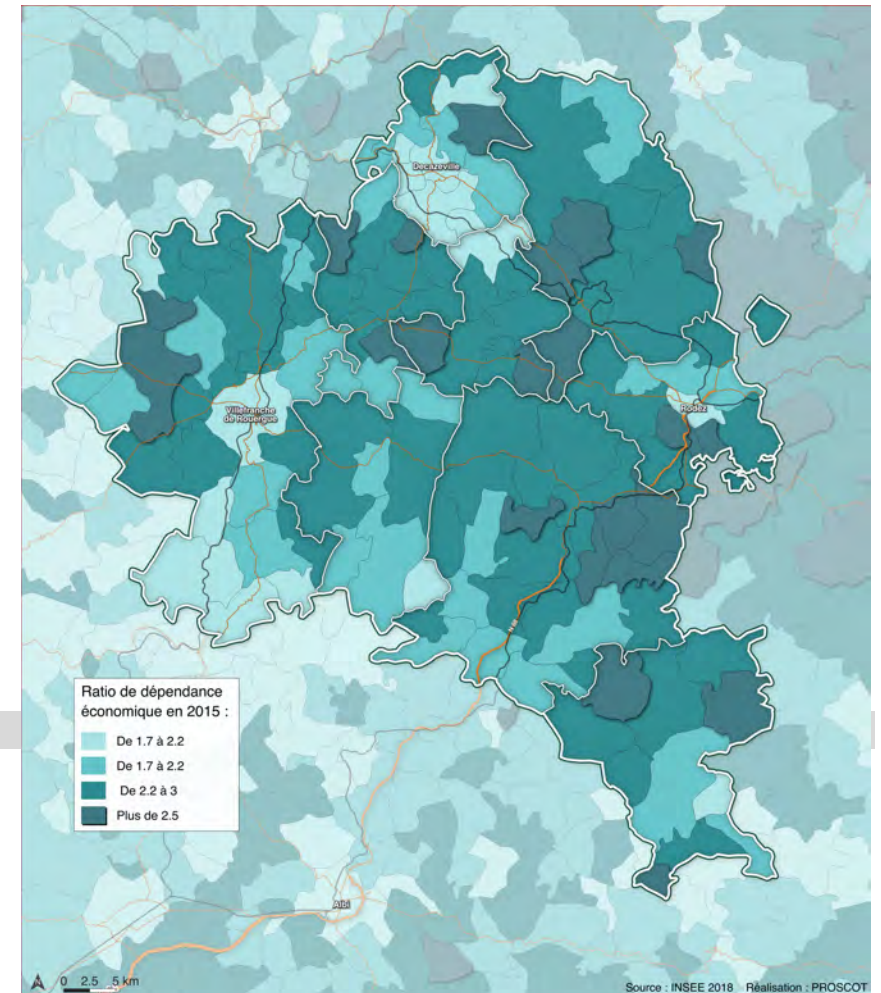 Decazeville
Villefranche
de Rouergue
Rodez
N 88
Ratio de dépendance
économique en 2015 :
De 1.7 à 2.2
De 1.7 à 2.2
De 2.2 à 3
Plus de 2.5
Albi
0 2.5 5 km
Source : INSEE 2018 Réalisation : PROSCOT